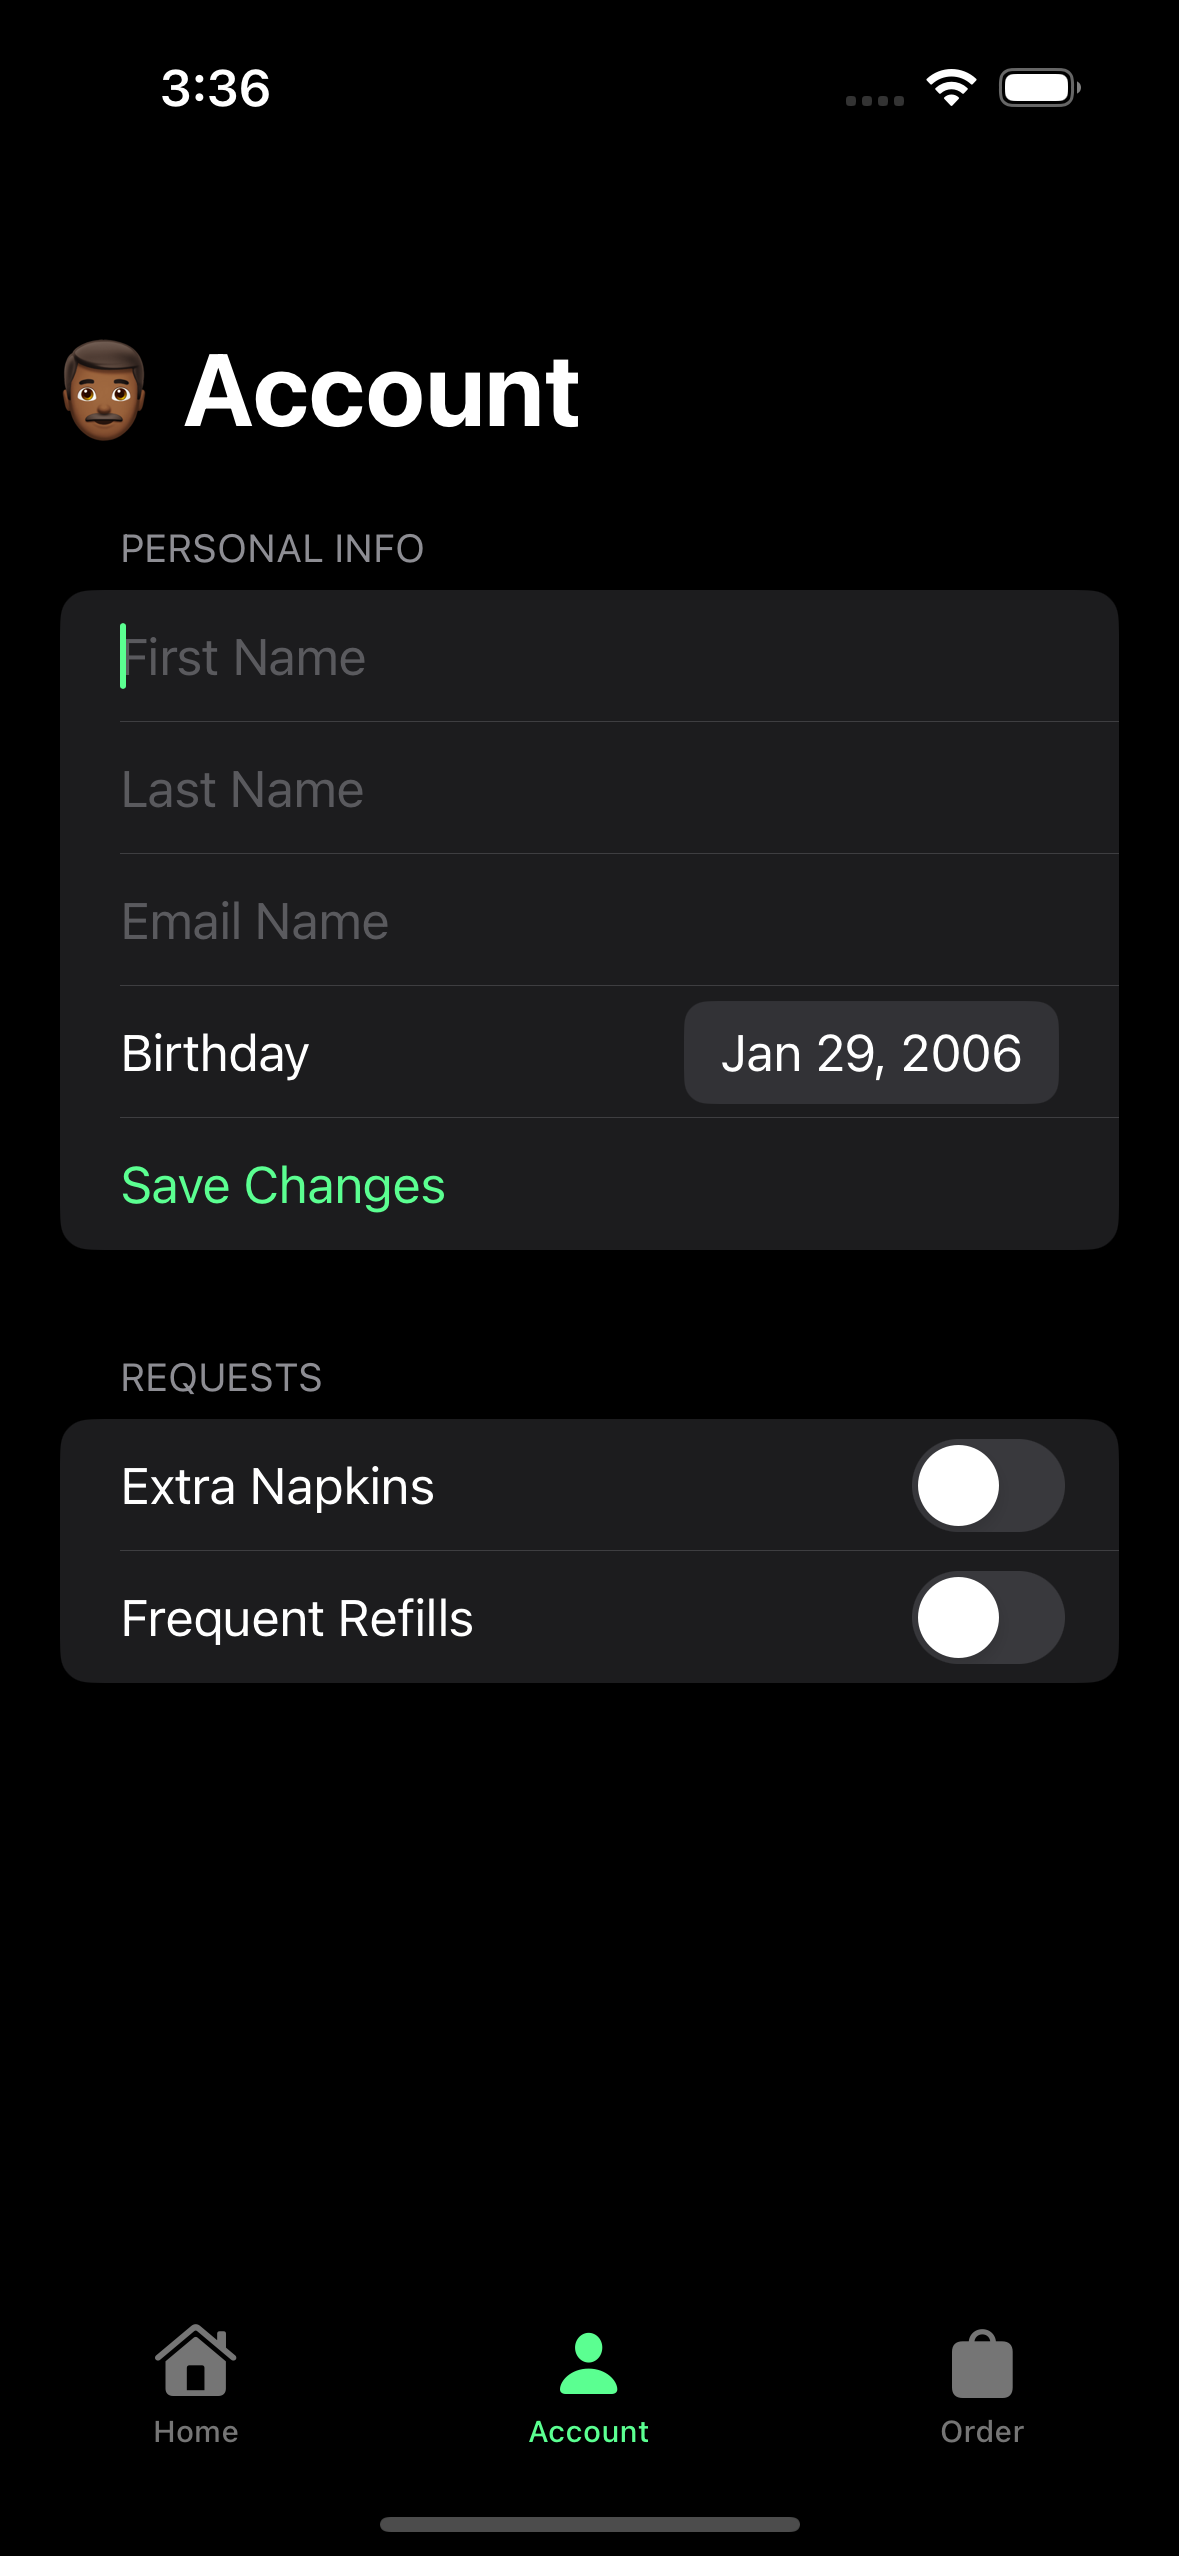 3:36
Account
PERSONAL INFO
First Name
Last Name
Email Name
Birthday
Jan 29, 2006
Save Changes
REQUESTS
Extra Napkins
Frequent Refills
Home
Account
Order